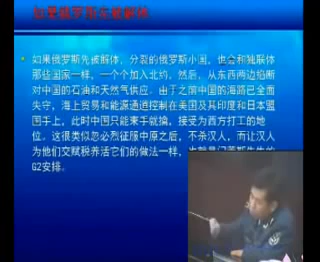 如果俄罗斯先被解体
如果俄罗斯先被解体，分裂的俄罗斯小国，也会和独联体
那些国家一样，一个个加入北约。然后，从东西两边掐断
对中国的石油和天然气供应。由于之前中国的海路已全面
失守，海上贸易和能源通道控制在美国及其印度和日本盟
国手上，此时中国只能束手就擒，接受为西方打工的地
位。这很类似忽必烈征服中原之后，不杀汉人，而让汉人
为他们交赋税养活它们的做法一样，
G2安排。